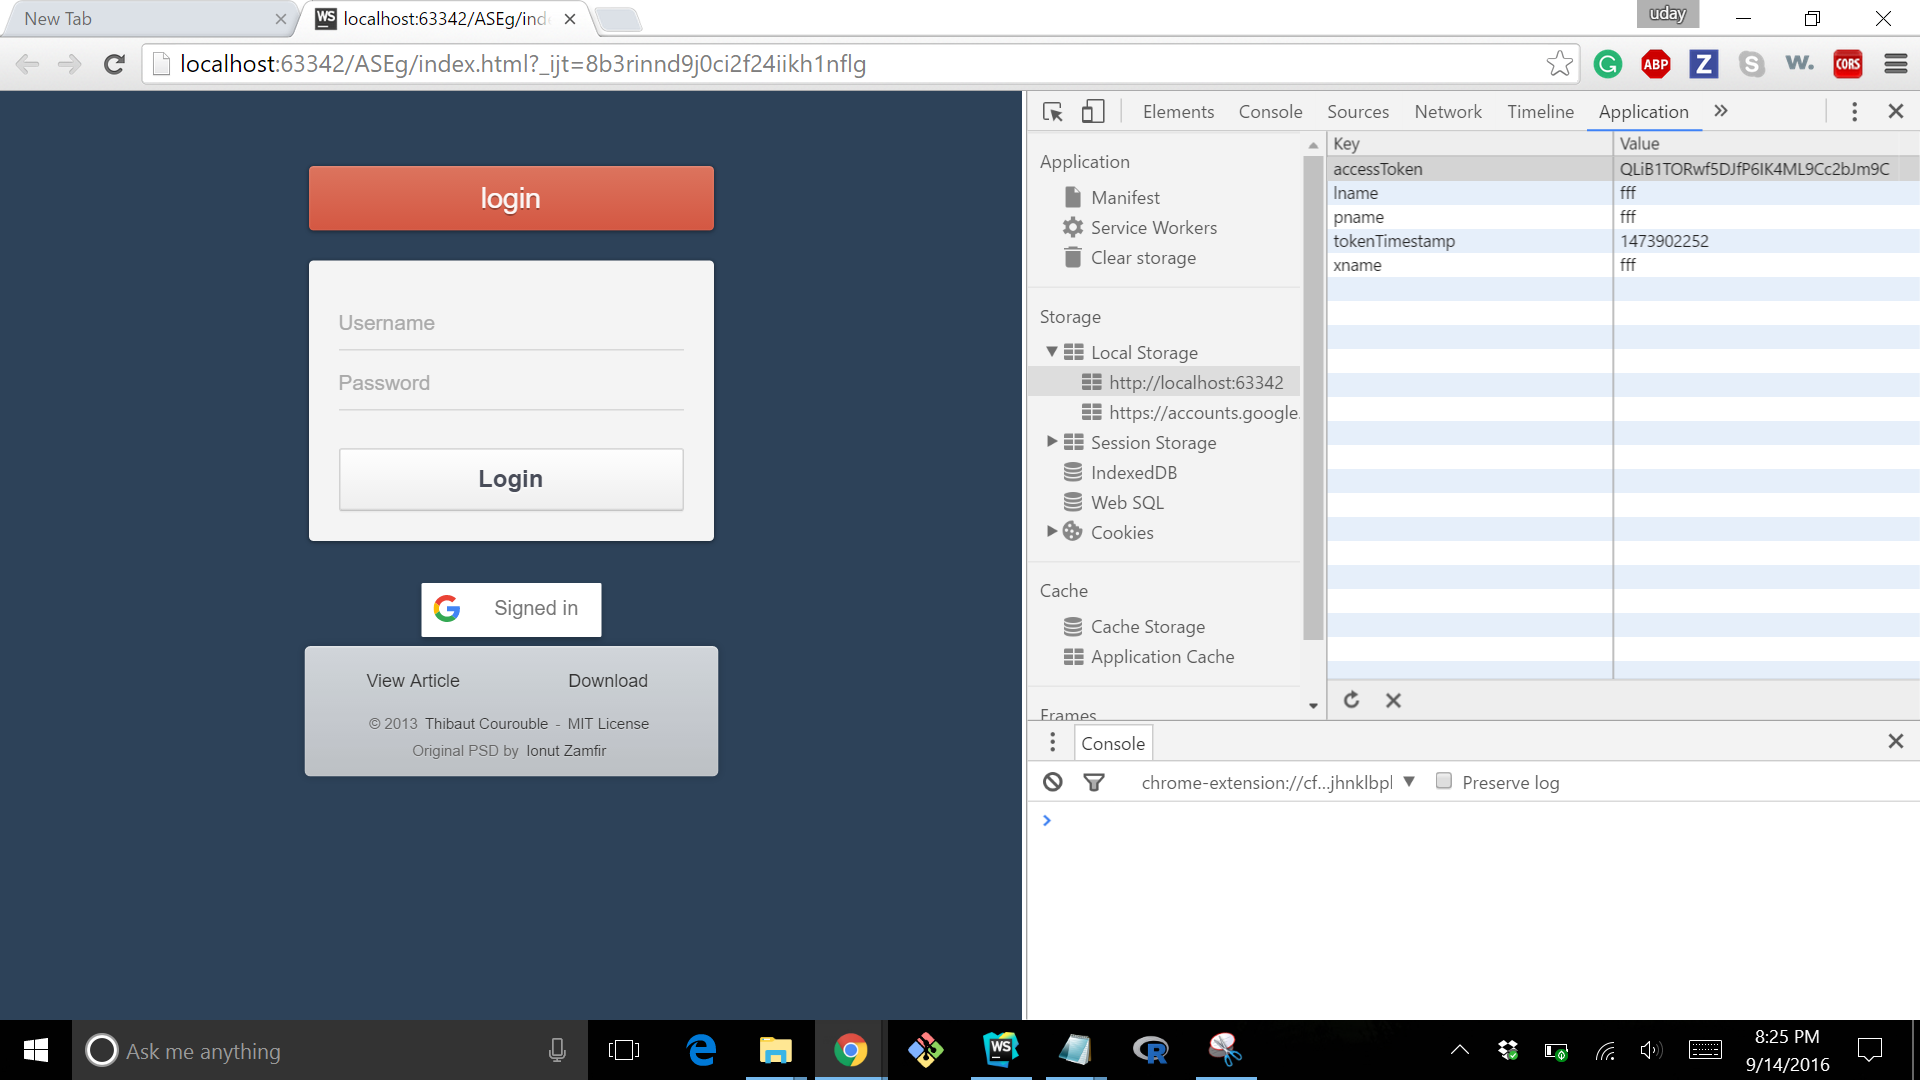 New Tab
WS localhost:63342/ASEg/ind
uday
localhost:63342/ASEg/index.html?_ijt=8b3rinnd9j0ci2f24iikh1nflg
ABP
Z
w.
CORS
login
Username
Password
Login
Signed in
View Article Download
© 2013 Thibaut Courouble - MIT License
Original PSD by Ionut Zamfir
Elements Console Sources Network Timeline Application
Application
Manifest
Service Workers
Clear storage
Storage
Local Storage
http://localhost:63342
https://accounts.google.
Session Storage
IndexedDB
Web SQL
Cookies
Cache
Cache Storage
Application Cache
Frames
Key Value
accessToken QLiB1TORwf5DJfP6IK4ML9Cc2bJm9C
lname fff
pname fff
tokenTimestamp 1473902252
xname fff
Console
chrome-extension://cf...jhnklbpl
Preserve log
Ask me anything
WS
R
8:25 PM
9/14/2016